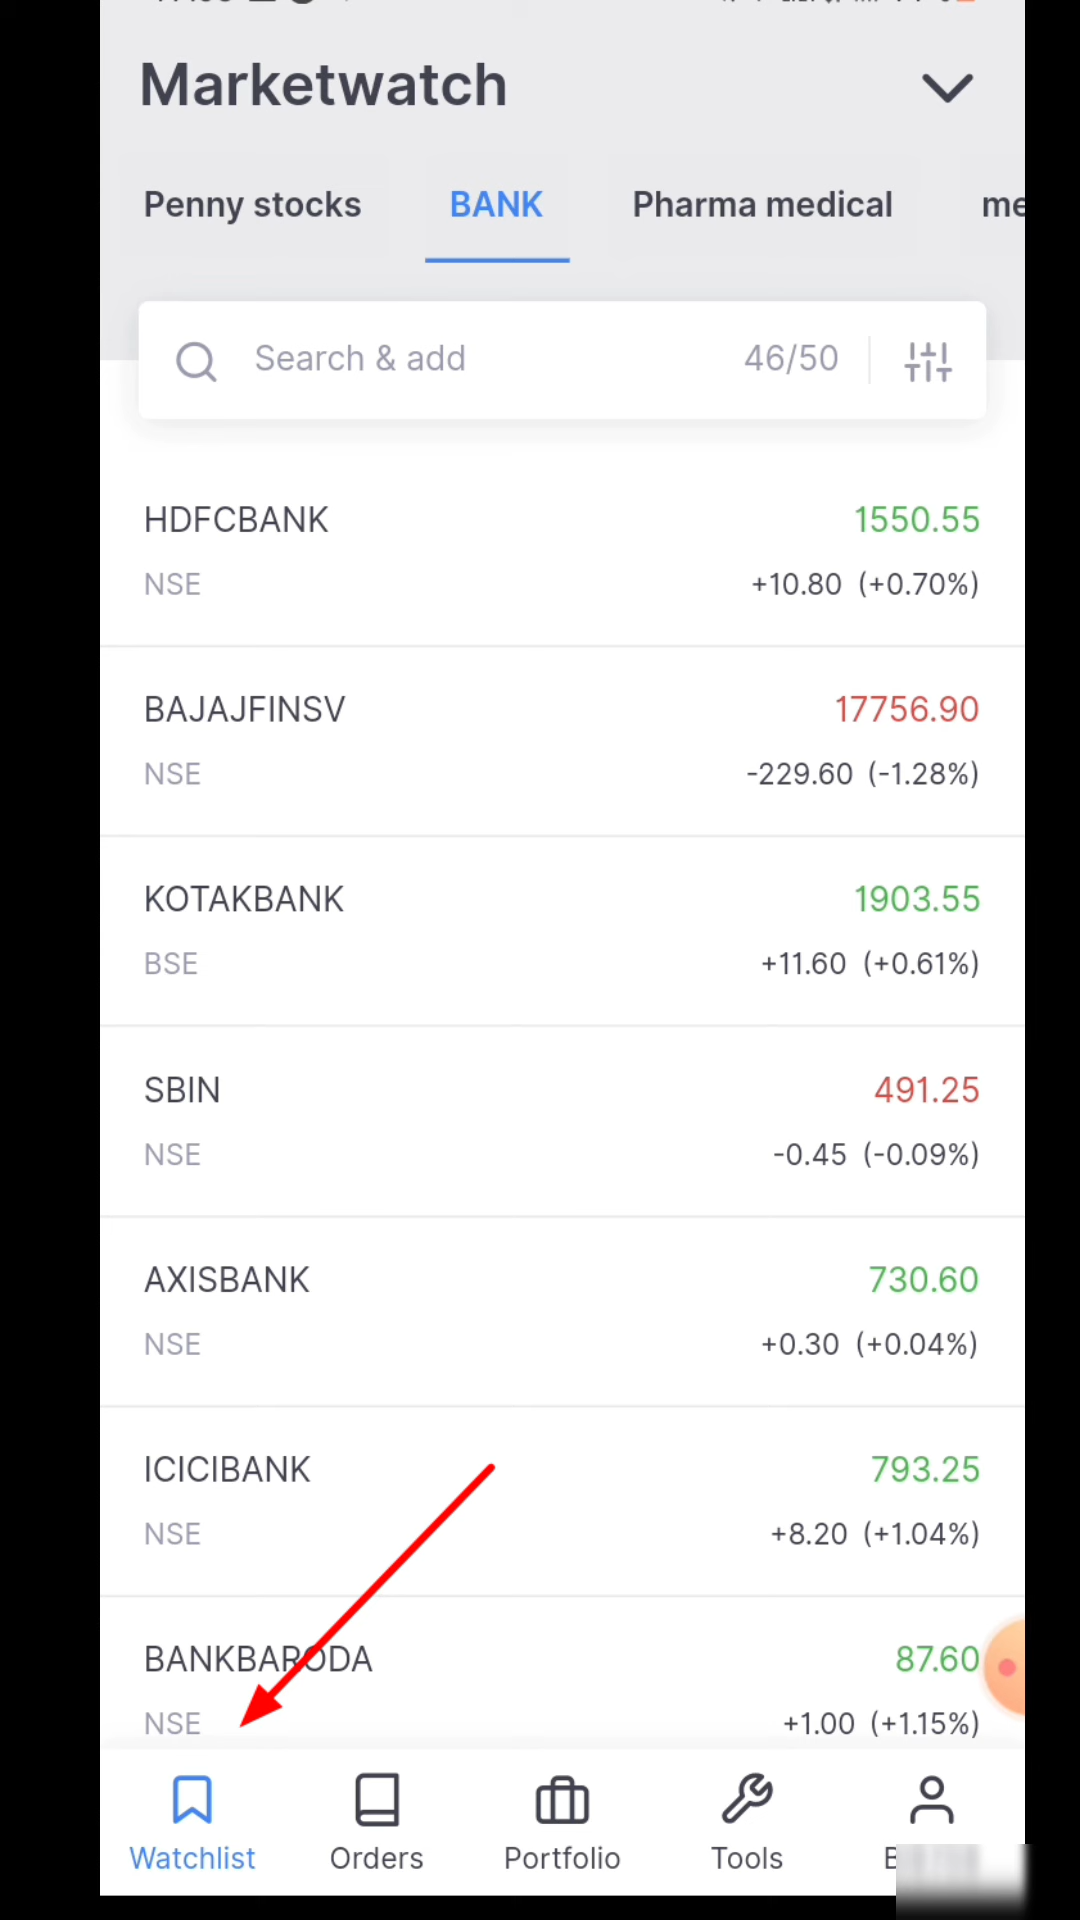 Marketwatch
Penny stocks BANK Pharma medical me
Search & add 46/50
HDFCBANK 1550.55
NSE +10.80 (+0.70%)
BAJAJFINSV 17756.90
NSE -229.60 (-1.28%)
KOTAKBANK 1903.55
BSE +11.60 (+0.61%)
SBIN 491.25
NSE -0.45 (-0.09%)
AXISBANK 730.60
NSE +0.30 (+0.04%)
ICICIBANK 793.25
NSE +8.20 (+1.04%)
BANKBARODA 87.60
NSE +1.00 (+1.15%)
Watchlist Orders Portfolio Tools